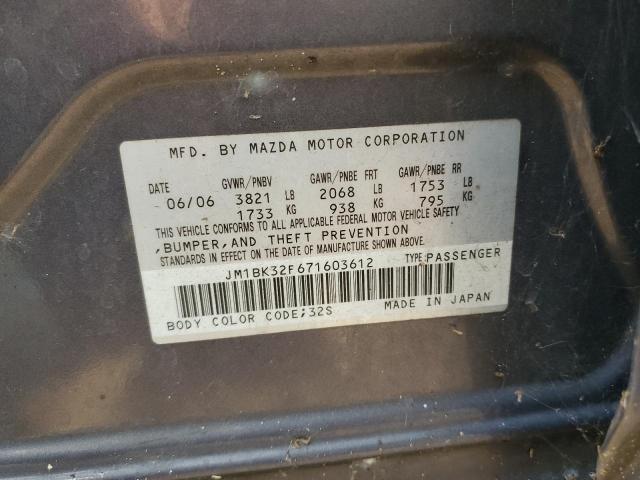 MFD. BY MAZDA MOTOR CORPORATION
DATE GVWR/PNBV GAWR/PNBE FRT GAWR/PNBE RR
06/06 3821 LB 2068 LB 1753 LB
1733 KG 938 KG 795 KG
THIS VEHICLE CONFORMS TO ALL APPLICABLE FEDERAL MOTOR VEHICLE SAFETY
,BUMPER,AND THEFT PREVENTION
STANDARDS IN EFFECT ON THE DATE OF MANUFACTURE SHOWN ABOVE.
JM1BK32F671603612 TYPE PASSENGER
BODY COLOR CODE;32S MADE IN JAPAN